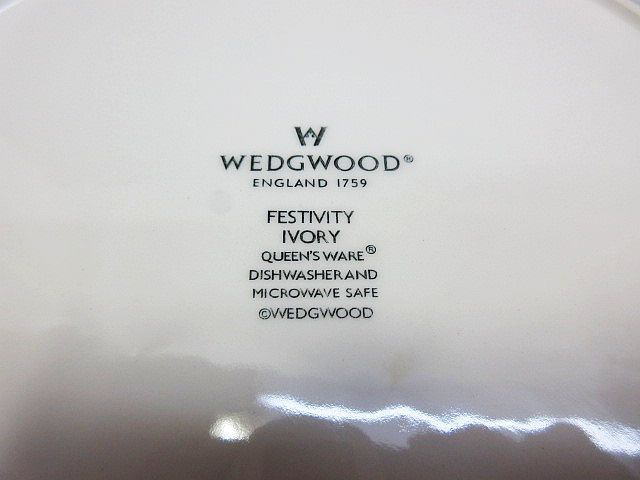 W
WEDGWOOD®
ENGLAND 1759
FESTIVITY
IVORY
QUEEN'S WARE®
DISHWASHER AND
MICROWAVE SAFE
©WEDGWOOD